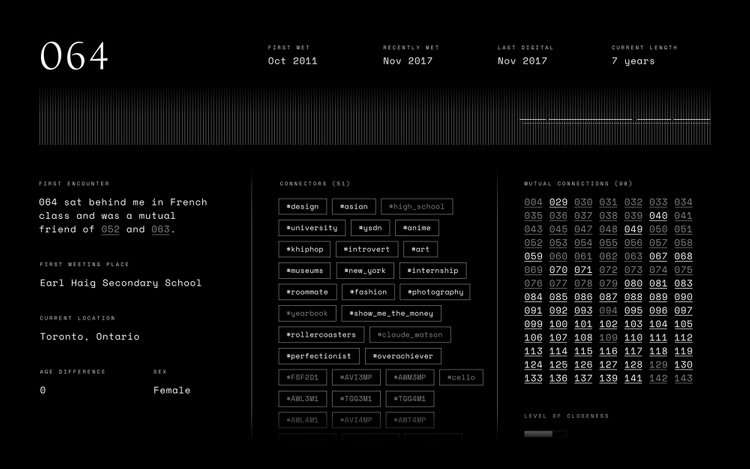 064
FIRST MET
Oct 2011
RECENTLY MET
Nov 2017
LAST DIGITAL
Nov 2017
CURRENT LENGTH
7 years
FIRST ENCOUNTER
064 sat behind me in French
class and was a mutual
friend of 052 and 063.
FIRST MEETING PLACE
Earl Haig Secondary School
CURRENT LOCATION
Toronto, Ontario
AGE DIFFERENCE
0
SEX
Female
CONNECTORS (51)
#design #asian #high_school
#university #ysdn #anime
#khiphop #introvert #art
#museums #new_york #internship
#roommate #fashion #photography
#yearbook #show_me_the_money
#rollercoasters #claude_watson
#perfectionist #overachiever
#FSF2D1 #AVI3MP #AWM3MP #cello
#AWL3M1 #TGG3M1 #TGG4M1
#AWL4M1 #AVI4MP #AWT4MP
MUTUAL CONNECTIONS (98)
004 029 030 031 032 033 034
035 036 037 038 039 040 041
043 045 047 048 049 050 051
052 053 054 055 056 057 058
059 060 061 062 063 067 068
069 070 071 072 073 074 075
076 077 078 079 080 081 083
084 085 086 087 088 089 090
091 092 093 094 095 096 097
099 100 101 102 103 104 105
106 107 108 109 110 111 112
113 114 115 116 117 118 119
124 125 126 127 128 129 130
133 136 137 139 141 142 143
LEVEL OF CLOSENESS